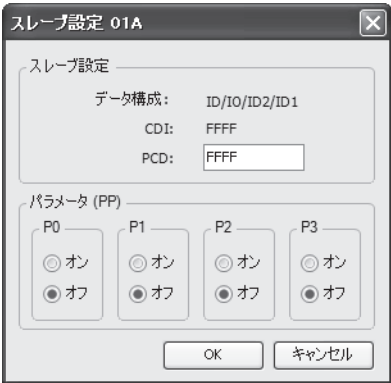 スレーブ設定 01A
スレーブ設定
データ構成: ID/IO/ID2/ID1
CDI: FFFF
PCD: FFFF
パラメータ (PP)
P0 P1 P2 P3
オン オン オン オン
オフ オフ オフ オフ
OK キャンセル